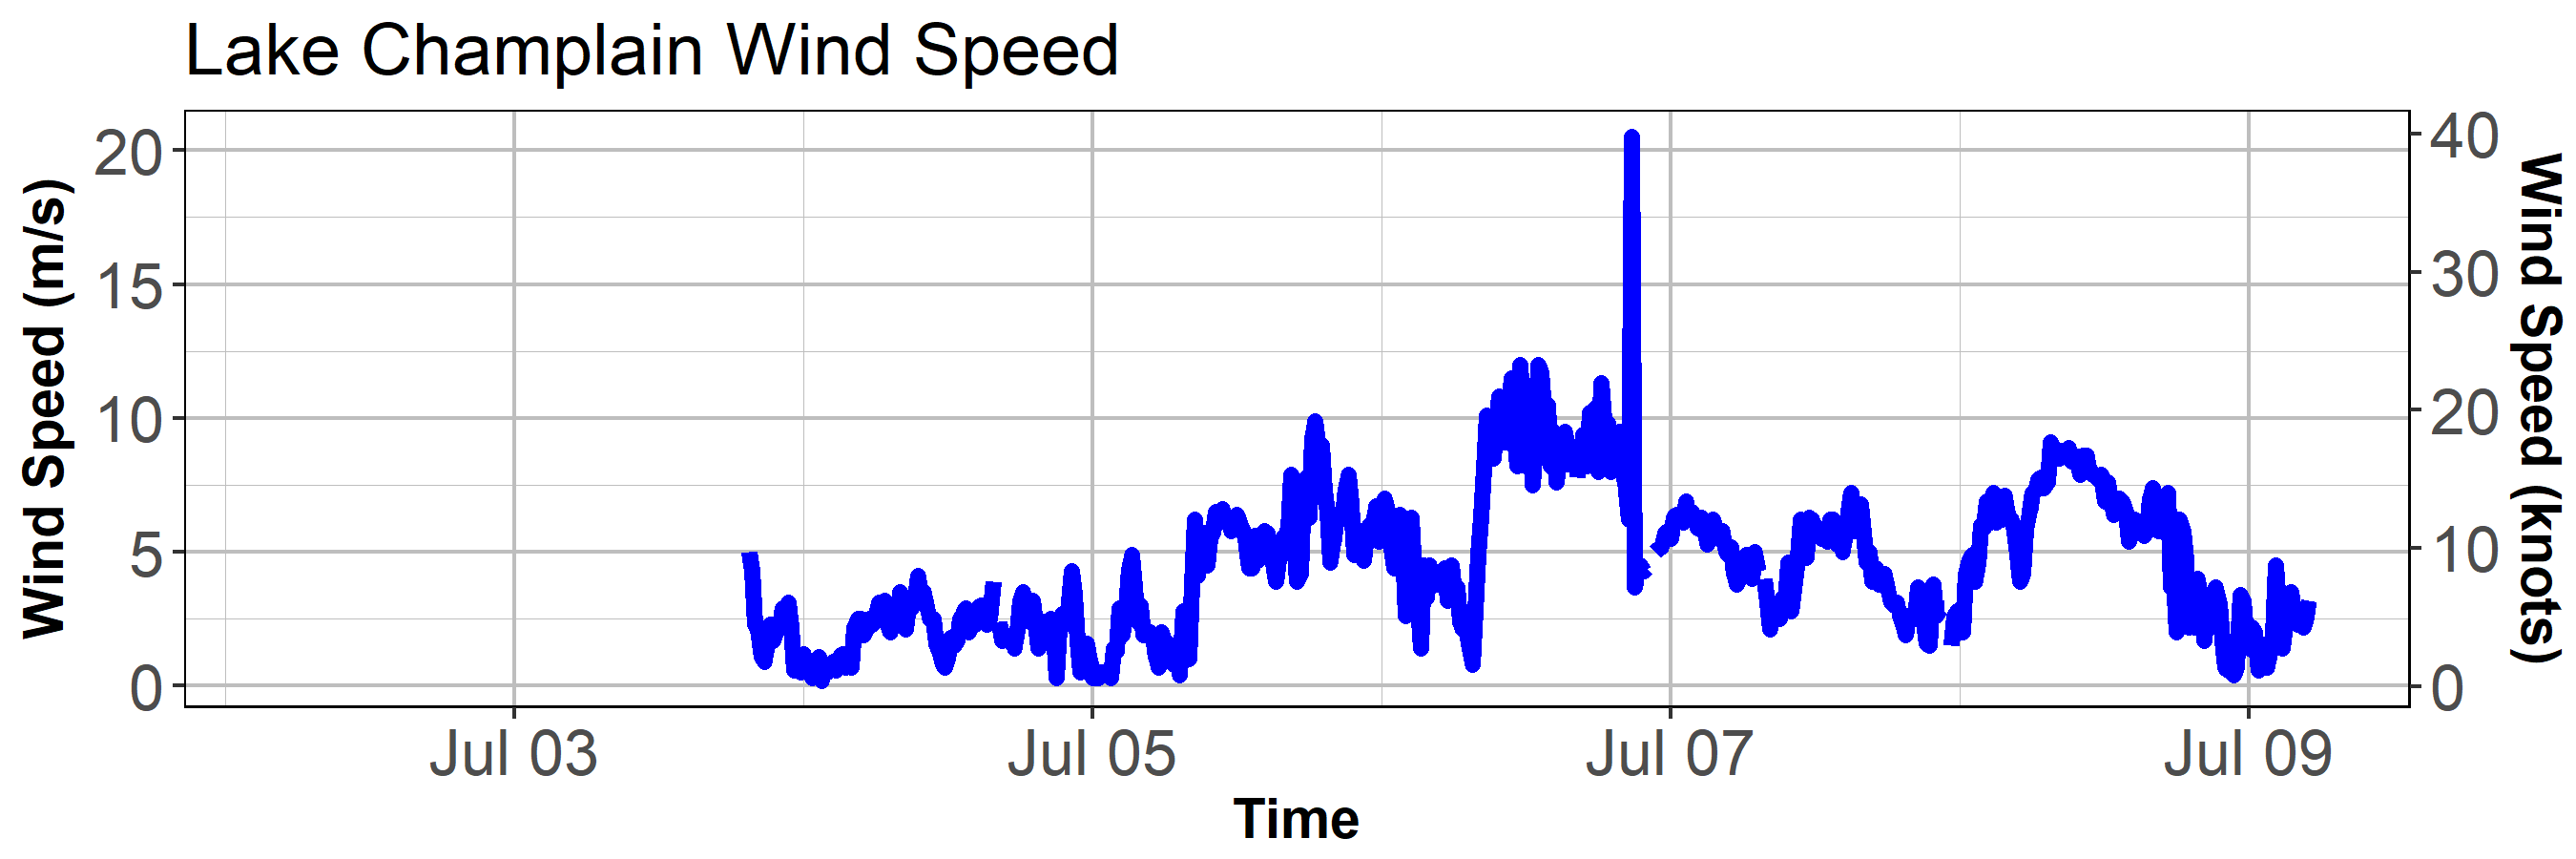 Lake Champlain Wind Speed
Wind Speed (m/s)
20
15
10
5
0
40
30
20
10
0
Wind Speed (knots)
Jul 03
Jul 05
Jul 07
Jul 09
Time